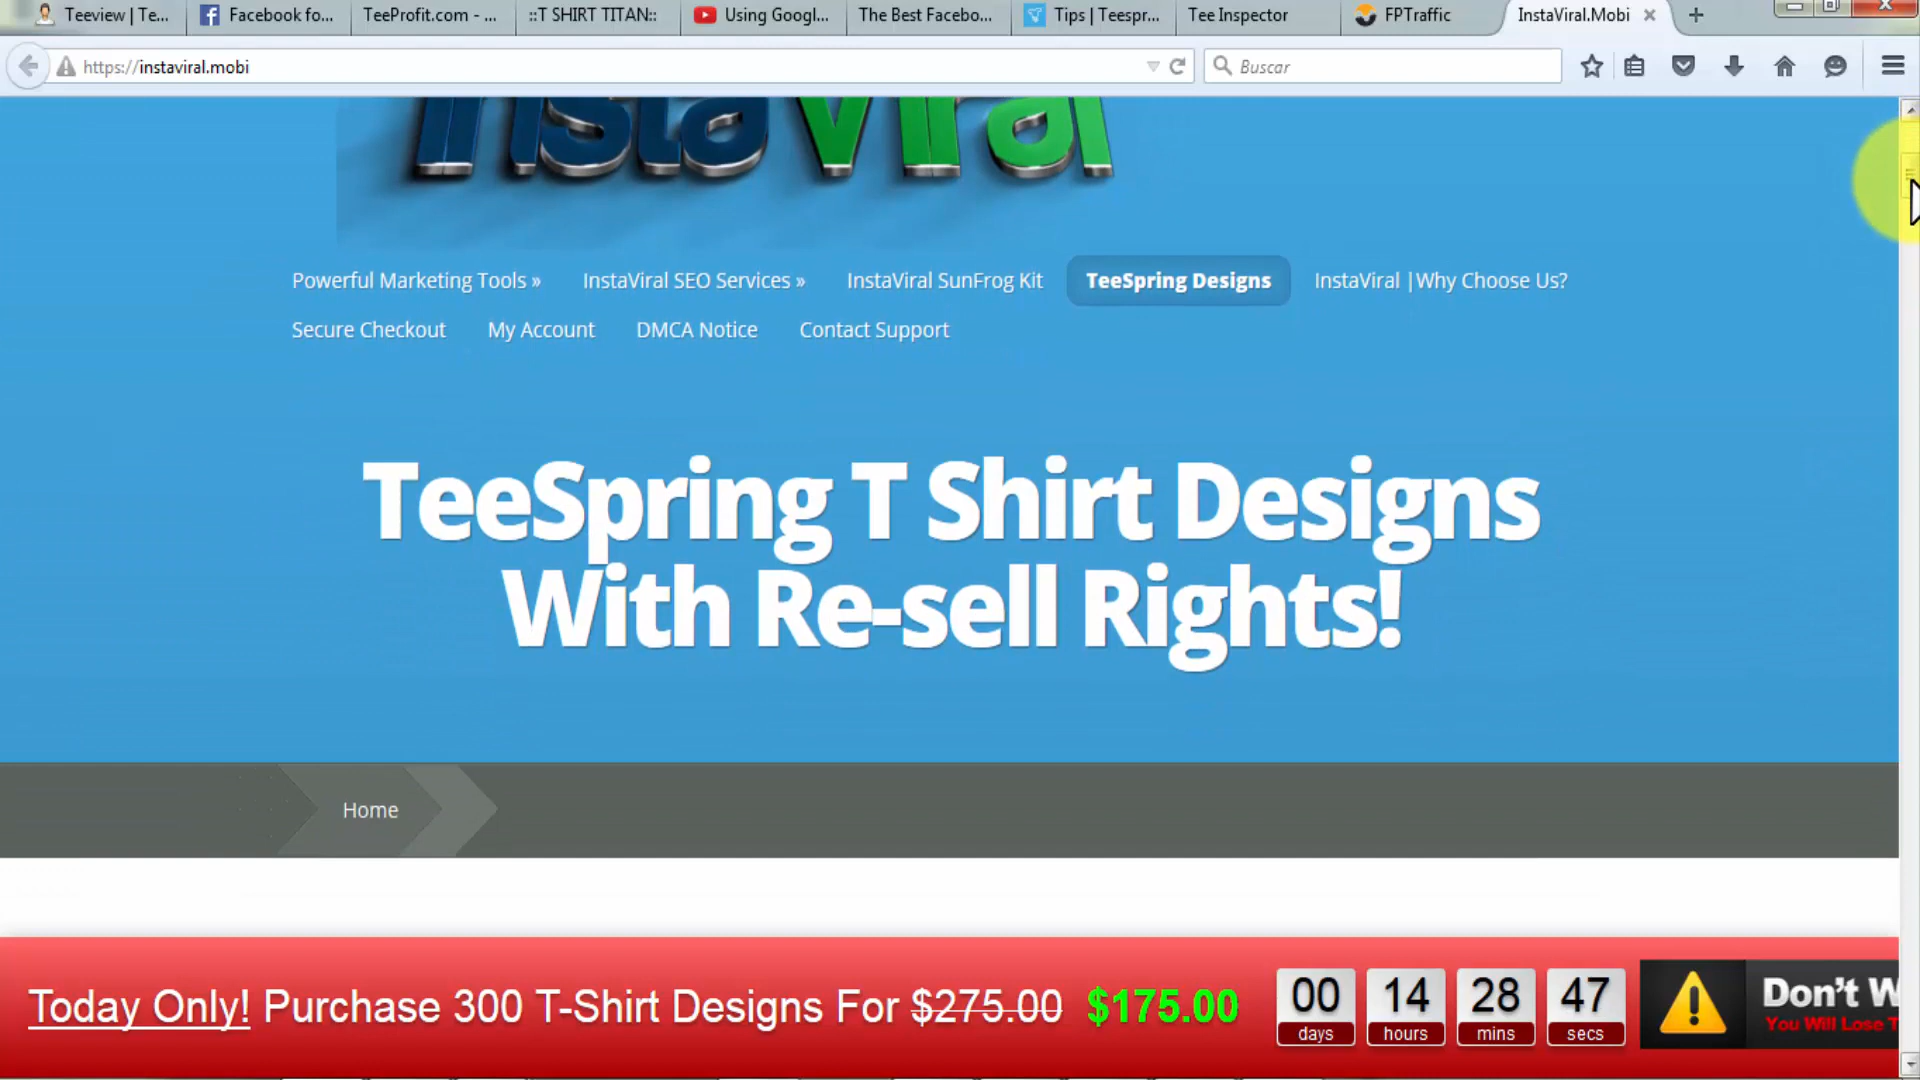 Teeview | Te...
Facebook fo...
TeeProfit.com - ...
::T SHIRT TITAN::
Using Googl...
The Best Facebo...
Tips | Teespr...
Tee Inspector
FPTraffic
InstaViral.Mobi
https://instaviral.mobi
Buscar
InstaViral
Powerful Marketing Tools »
InstaViral SEO Services »
InstaViral SunFrog Kit
TeeSpring Designs
InstaViral |Why Choose Us?
Secure Checkout
My Account
DMCA Notice
Contact Support
TeeSpring T Shirt Designs
With Re-sell Rights!
Home
Today Only! Purchase 300 T-Shirt Designs For $275.00 $175.00
00 14 28 47
days hours mins secs
Don't W
You Will Lose T